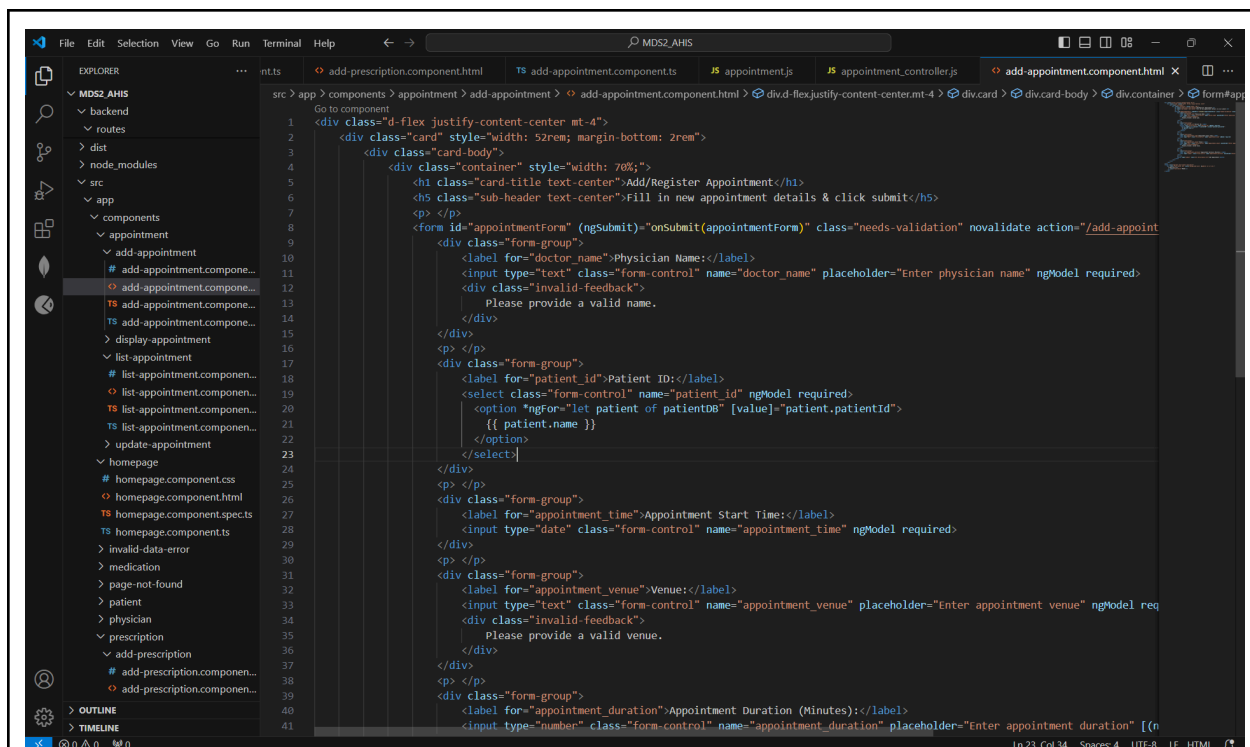 File Edit Selection View Go Run Terminal Help
MDS2_AHIS
EXPLORER
nt.ts
add-prescription.component.html
TS add-appointment.component.ts
JS appointment.js
JS appointment_controller.js
add-appointment.component.html
src > app > components > appointment > add-appointment > add-appointment.component.html > div.d-flex.justify-content-center.mt-4 > div.card > div.card-body > div.container > form#app
MDS2_AHIS
backend
routes
dist
node_modules
src
app
components
appointment
add-appointment
# add-appointment.compone...
add-appointment.compone...
TS add-appointment.compone...
TS add-appointment.compone...
display-appointment
list-appointment
# list-appointment.componen...
list-appointment.componen...
TS list-appointment.componen...
TS list-appointment.componen...
update-appointment
homepage
# homepage.component.css
homepage.component.html
TS homepage.component.spec.ts
TS homepage.component.ts
invalid-data-error
medication
page-not-found
patient
physician
prescription
add-prescription
# add-prescription.componen...
add-prescription.componen...
OUTLINE
TIMELINE
Go to component
1 <div class="d-flex justify-content-center mt-4">
2 <div class="card" style="width: 52rem; margin-bottom: 2rem">
3 <div class="card-body">
4 <div class="container" style="width: 70%;">
5 <h1 class="card-title text-center">Add/Register Appointment</h1>
6 <h5 class="sub-header text-center">Fill in new appointment details & click submit</h5>
7 <p> </p>
8 <form id="appointmentForm" (ngSubmit)="onSubmit(appointmentForm)" class="needs-validation" novalidate action="/add-appoint
9 <div class="form-group">
10 <label for="doctor_name">Physician Name:</label>
11 <input type="text" class="form-control" name="doctor_name" placeholder="Enter physician name" ngModel required>
12 <div class="invalid-feedback">
13 Please provide a valid name.
14 </div>
15 </div>
16 <p> </p>
17 <div class="form-group">
18 <label for="patient_id">Patient ID:</label>
19 <select class="form-control" name="patient_id" ngModel required>
20 <option *ngFor="let patient of patientDB" [value]="patient.patientId">
21 {{ patient.name }}
22 </option>
23 </select>
24 </div>
25 <p> </p>
26 <div class="form-group">
27 <label for="appointment_time">Appointment Start Time:</label>
28 <input type="date" class="form-control" name="appointment_time" ngModel required>
29 </div>
30 <p> </p>
31 <div class="form-group">
32 <label for="appointment_venue">Venue:</label>
33 <input type="text" class="form-control" name="appointment_venue" placeholder="Enter appointment venue" ngModel req
34 <div class="invalid-feedback">
35 Please provide a valid venue.
36 </div>
37 </div>
38 <p> </p>
39 <div class="form-group">
40 <label for="appointment_duration">Appointment Duration (Minutes):</label>
41 <input type="number" class="form-control" name="appointment_duration" placeholder="Enter appointment duration" [(n
0 0 0
Ln 23, Col 34 Spaces: 4 UTF-8 LF HTML